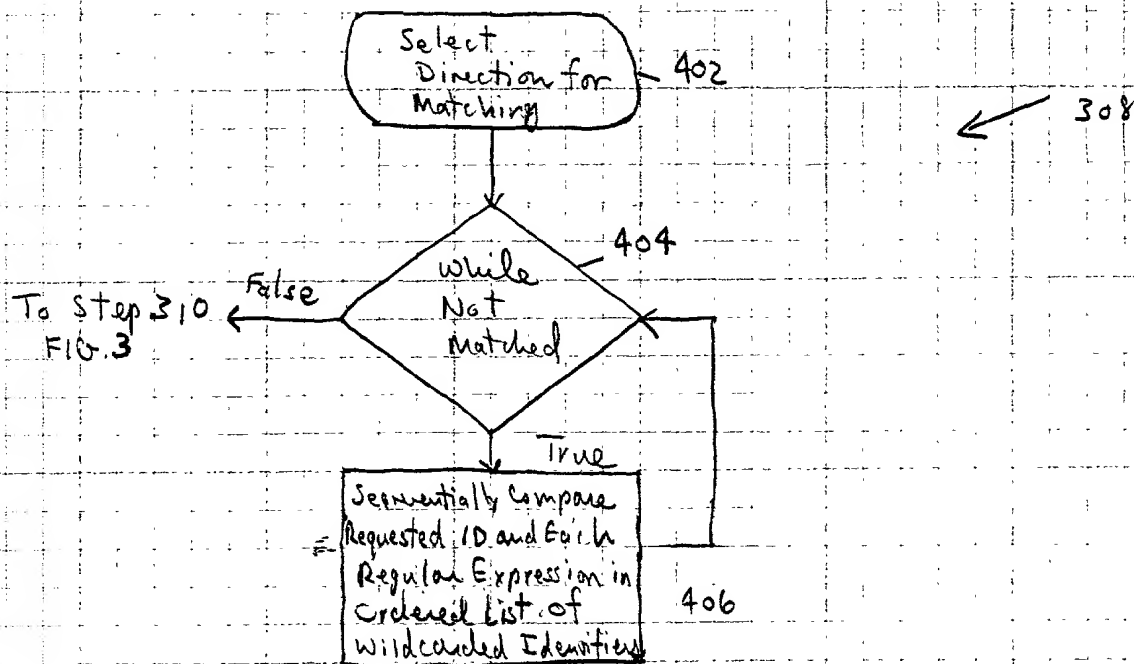 Select
Direction for
Matching
402
308
404
While
Not
Matched
False
To Step 310
FIG. 3
True
Sequentially Compare
Requested ID and Each
Regular Expression in
Ordered List of
Wildcarded Identifiers
406